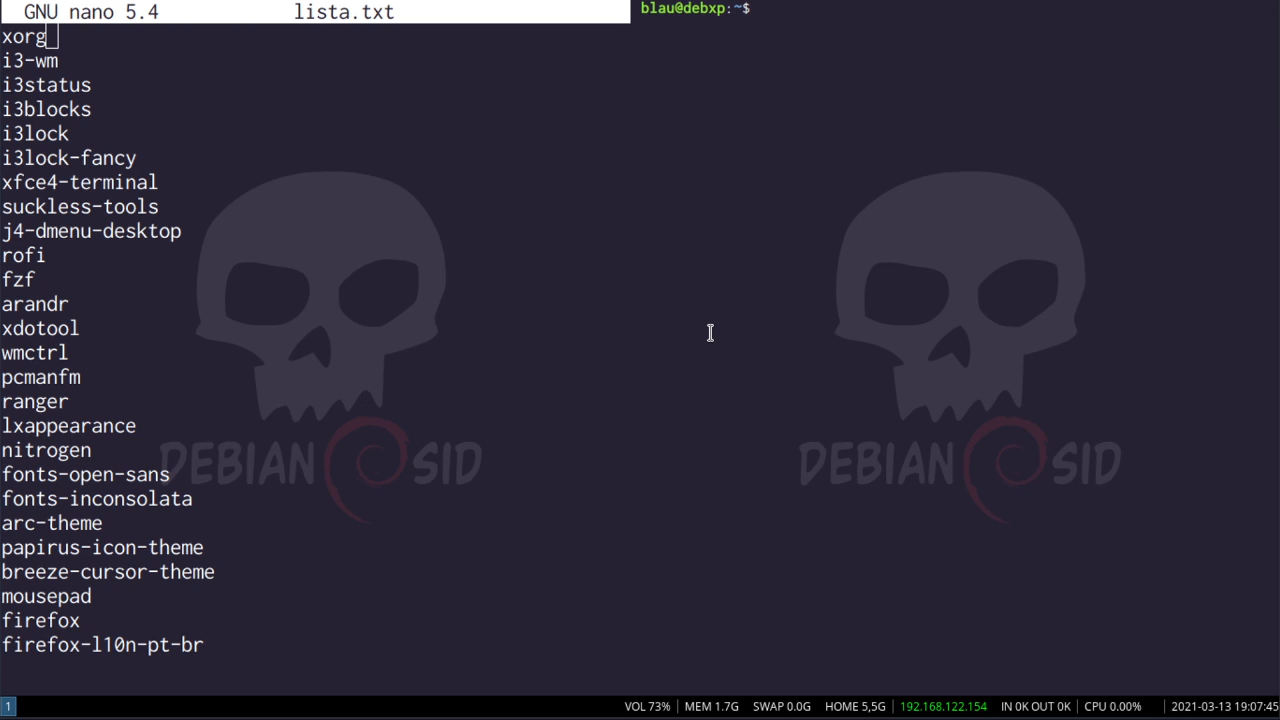 GNU nano 5.4 lista.txt
xorg
i3-wm
i3status
i3blocks
i3lock
i3lock-fancy
xfce4-terminal
suckless-tools
j4-dmenu-desktop
rofi
fzf
arandr
xdotool
wmctrl
pcmanfm
ranger
lxappearance
nitrogen
fonts-open-sans
fonts-inconsolata
arc-theme
papirus-icon-theme
breeze-cursor-theme
mousepad
firefox
firefox-l10n-pt-br
blau@debxp:~$
DEBIAN SID
DEBIAN SID
1 VOL 73% MEM 1.7G SWAP 0.0G HOME 5,5G 192.168.122.154 IN 0K OUT 0K CPU 0.00% 2021-03-13 19:07:45